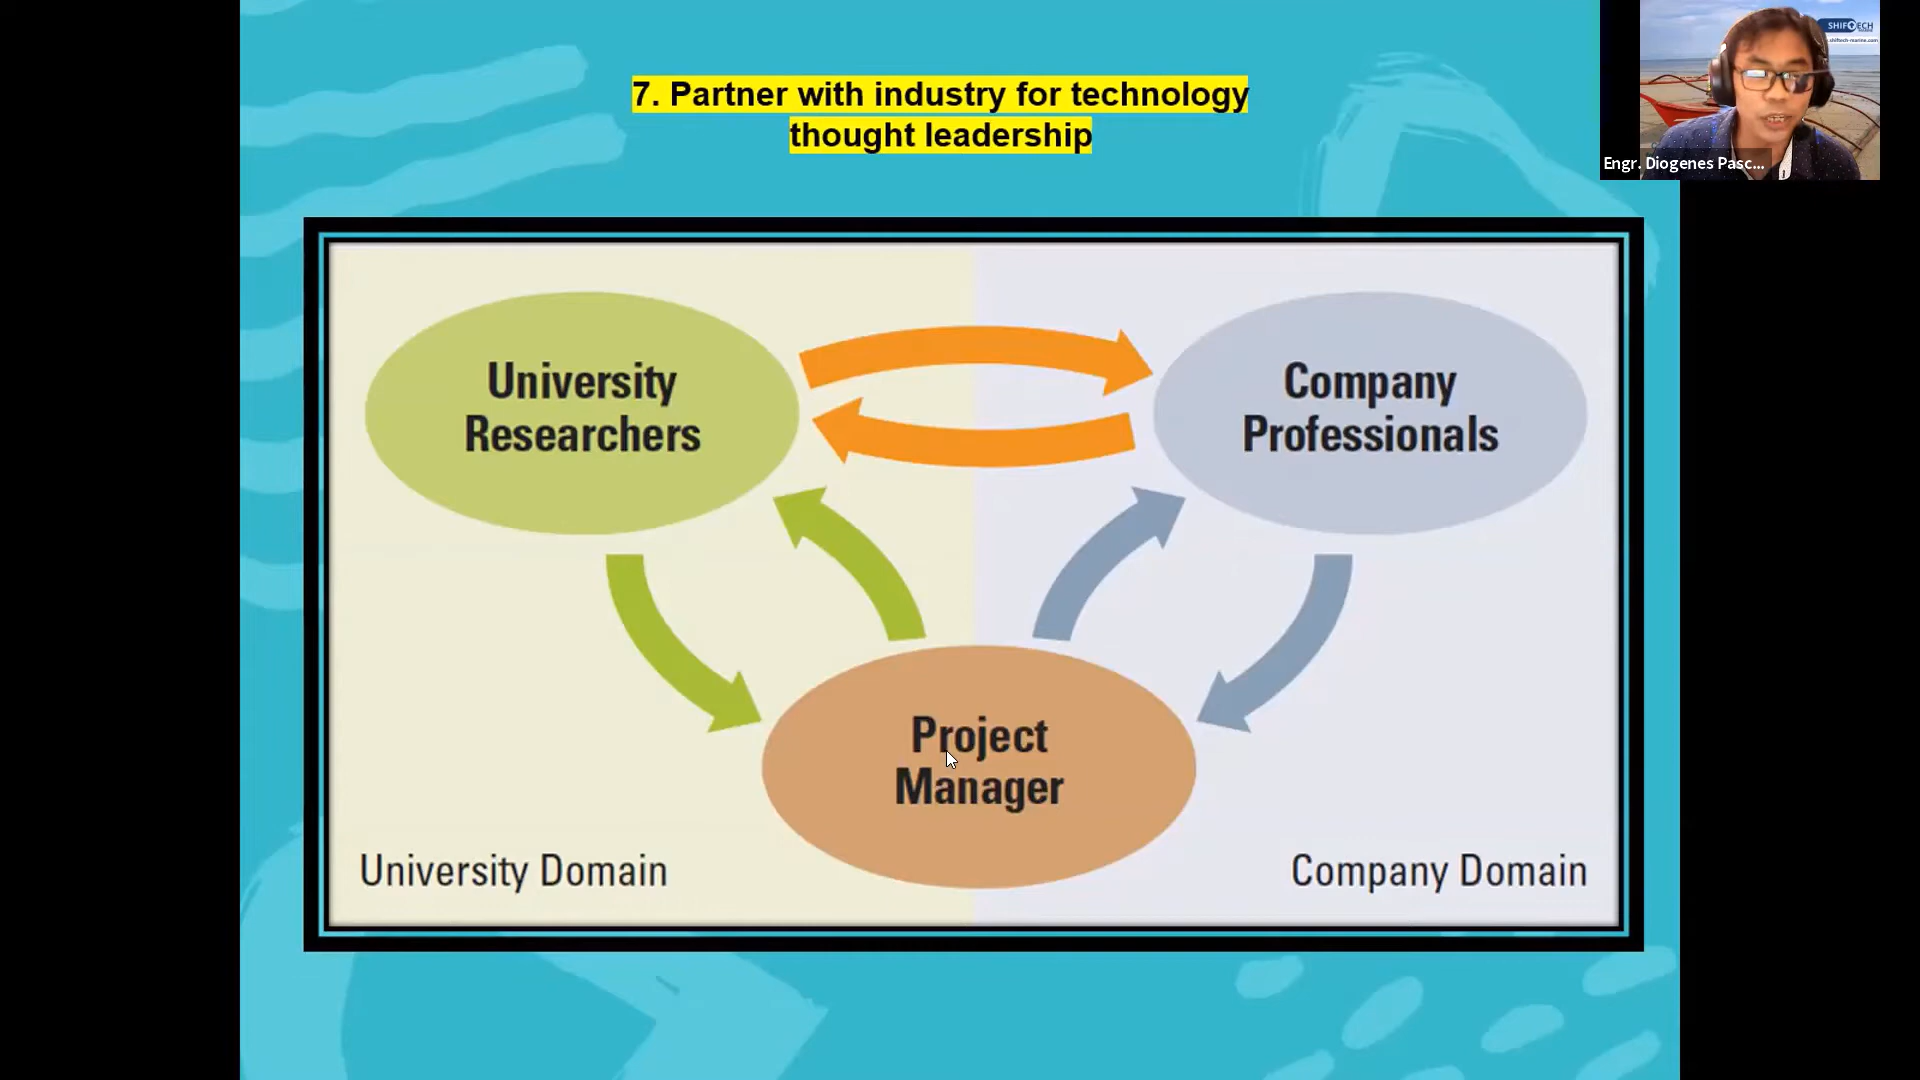 7. Partner with industry for technology
thought leadership
SHIFTECH
Engr. Diogenes Pasc...
University
Researchers
Company
Professionals
Project
Manager
University Domain
Company Domain